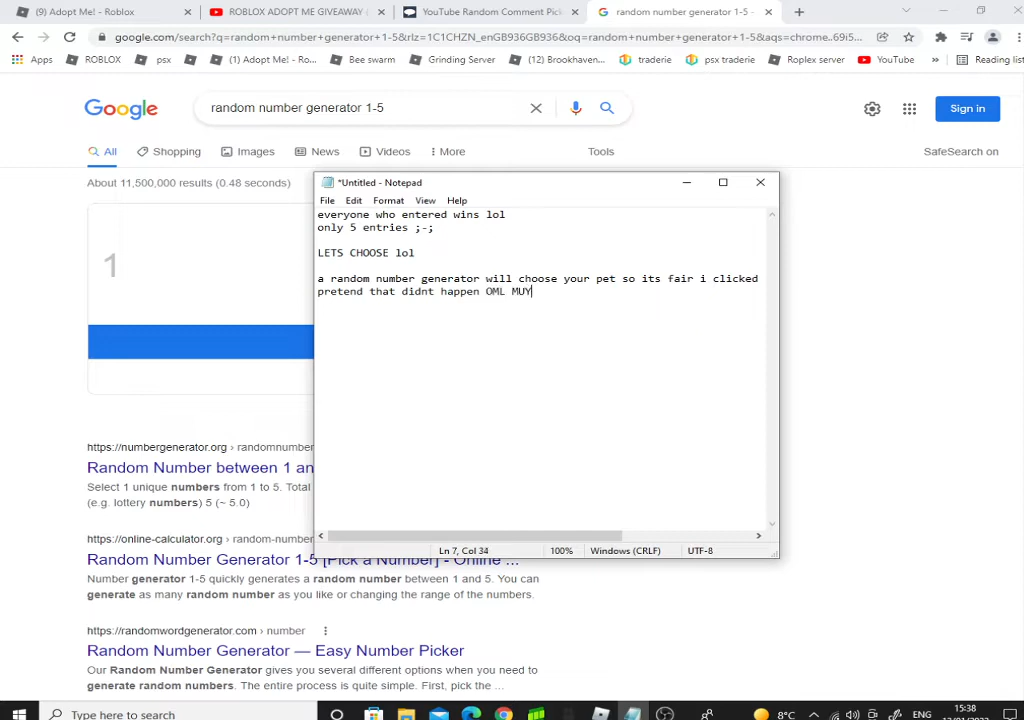 (9) Adopt Me! - Roblox
ROBLOX ADOPT ME GIVEAWAY (
YouTube Random Comment Pick
random number generator 1-5 -
google.com/search?q=random+number+generator+1-5&rlz=1C1CHZN_enGB936GB936&oq=random+number+generator+1-5&aqs=chrome..69i5...
Apps
ROBLOX
psx
(1) Adopt Me! - Ro...
Bee swarm
Grinding Server
(12) Brookhaven...
traderie
psx traderie
Roplex server
YouTube
»
Reading list
Google
random number generator 1-5
Sign in
All
Shopping
Images
News
Videos
More
Tools
SafeSearch on
About 11,500,000 results (0.48 seconds)
1
*Untitled - Notepad
File Edit Format View Help
everyone who entered wins lol
only 5 entries ;-;
LETS CHOOSE lol
a random number generator will choose your pet so its fair i clicked
pretend that didnt happen OML MUY
Ln 7, Col 34
100%
Windows (CRLF)
UTF-8
https://numbergenerator.org › randomnumber
Random Number between 1 an
Select 1 unique numbers from 1 to 5. Total
(e.g. lottery numbers) 5 (~ 5.0)
https://online-calculator.org › random-number
Random Number Generator 1-5 [Pick a Number] - Online ...
Number generator 1-5 quickly generates a random number between 1 and 5. You can
generate as many random number as you like or changing the range of the numbers.
https://randomwordgenerator.com › number
Random Number Generator — Easy Number Picker
Our Random Number Generator gives you several different options when you need to
generate random numbers. The entire process is quite simple. First, pick the ...
Type here to search
8°C
ENG
15:38